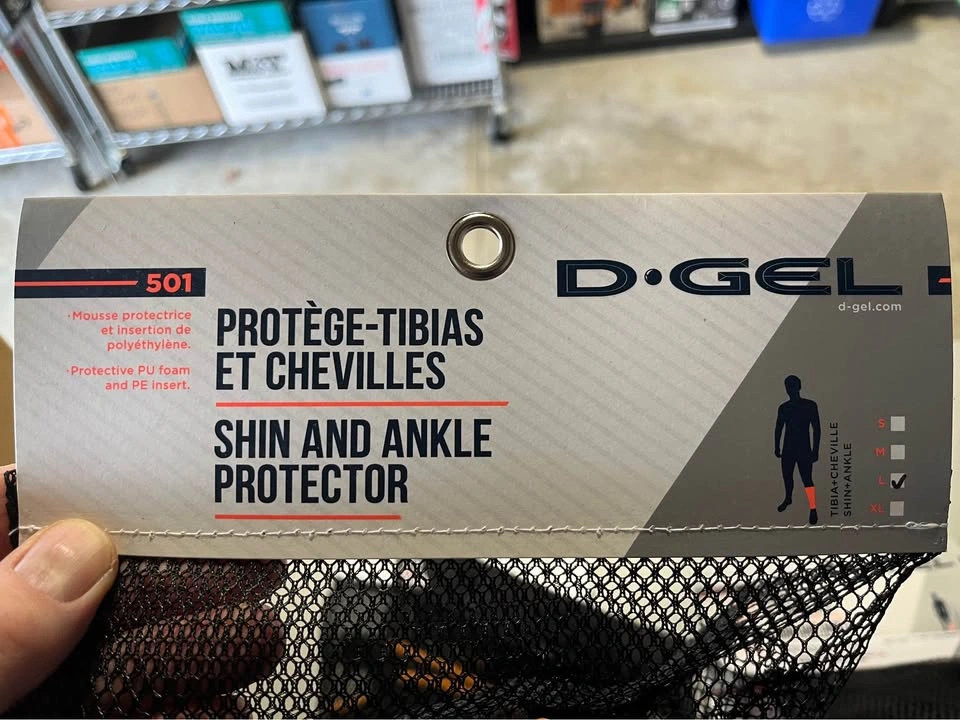 501
·Mousse protectrice
et insertion de
polyéthylène.
·Protective PU foam
and PE insert.
PROTÈGE-TIBIAS
ET CHEVILLES
SHIN AND ANKLE
PROTECTOR
D·GEL
d-gel.com
TIBIA+CHEVILLE
SHIN+ANKLE
S
M
L
XL